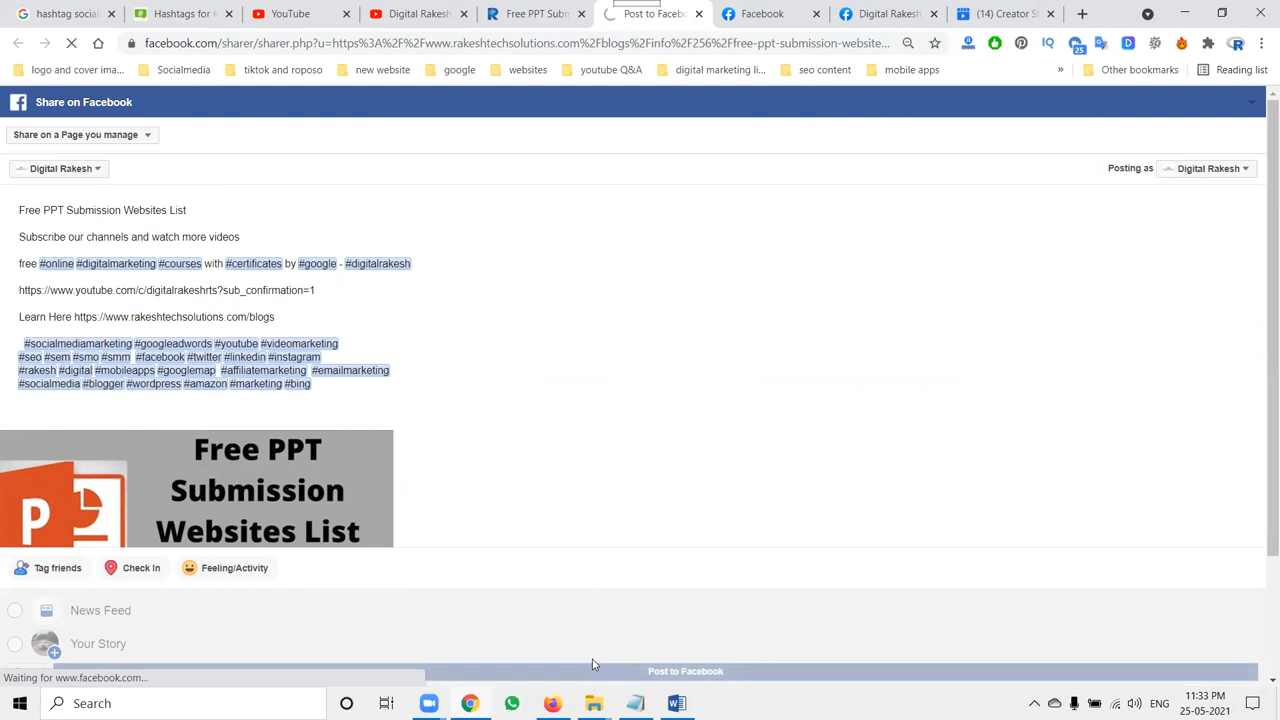 hashtag social
Hashtags for #
YouTube
Digital Rakesh
Free PPT Subm
Post to Facebo
Facebook
Digital Rakesh
(14) Creator S
facebook.com/sharer/sharer.php?u=https%3A%2F%2Fwww.rakeshtechsolutions.com%2Fblogs%2Finfo%2F256%2Ffree-ppt-submission-website...
25
logo and cover ima...
Socialmedia
tiktok and roposo
new website
google
websites
youtube Q&A
digital marketing li...
seo content
mobile apps
»
Other bookmarks
Reading list
Share on Facebook
Share on a Page you manage
Digital Rakesh
Posting as Digital Rakesh
Free PPT Submission Websites List
Subscribe our channels and watch more videos
free #online #digitalmarketing #courses with #certificates by #google - #digitalrakesh
https://www.youtube.com/c/digitalrakeshrts?sub_confirmation=1
Learn Here https://www.rakeshtechsolutions.com/blogs
#socialmediamarketing #googleadwords #youtube #videomarketing
#seo #sem #smo #smm #facebook #twitter #linkedin #instagram
#rakesh #digital #mobileapps #googlemap #affiliatemarketing #emailmarketing
#socialmedia #blogger #wordpress #amazon #marketing #bing
Free PPT
Submission
Websites List
Tag friends
Check In
Feeling/Activity
News Feed
Your Story
Post to Facebook
Waiting for www.facebook.com...
Search
ENG
11:33 PM
25-05-2021